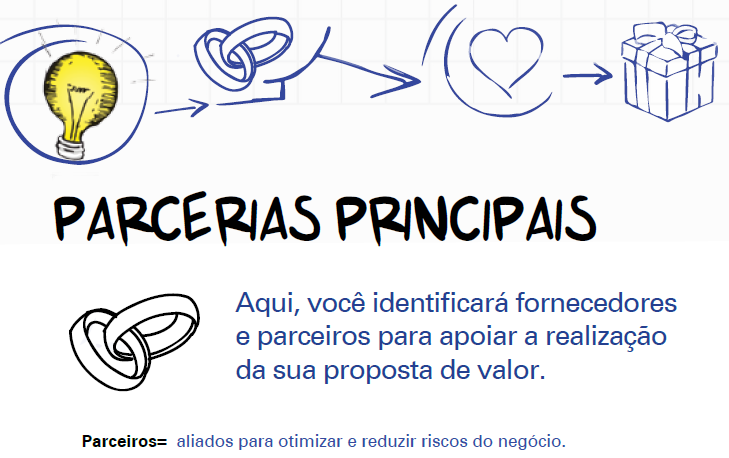 PARCERIAS PRINCIPAIS
Aqui, você identificará fornecedores
e parceiros para apoiar a realização
da sua proposta de valor.
Parceiros= aliados para otimizar e reduzir riscos do negócio.